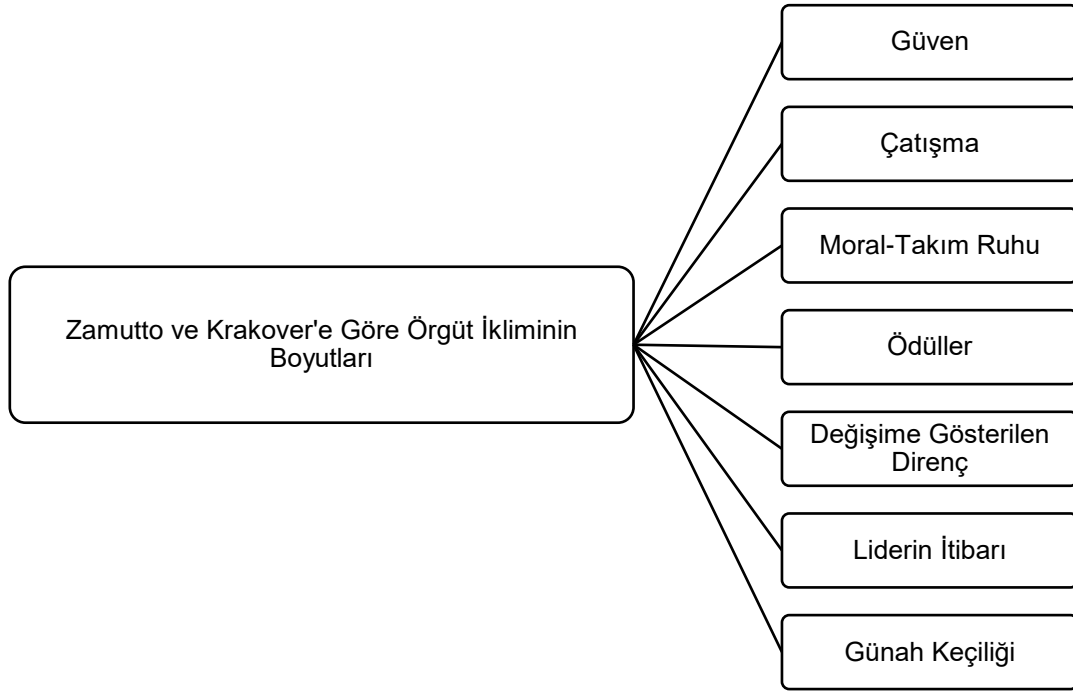 Zamutto ve Krakover'e Göre Örgüt İkliminin
Boyutları
Güven
Çatışma
Moral-Takım Ruhu
Ödüller
Değişime Gösterilen
Direnç
Liderin İtibarı
Günah Keçiliği